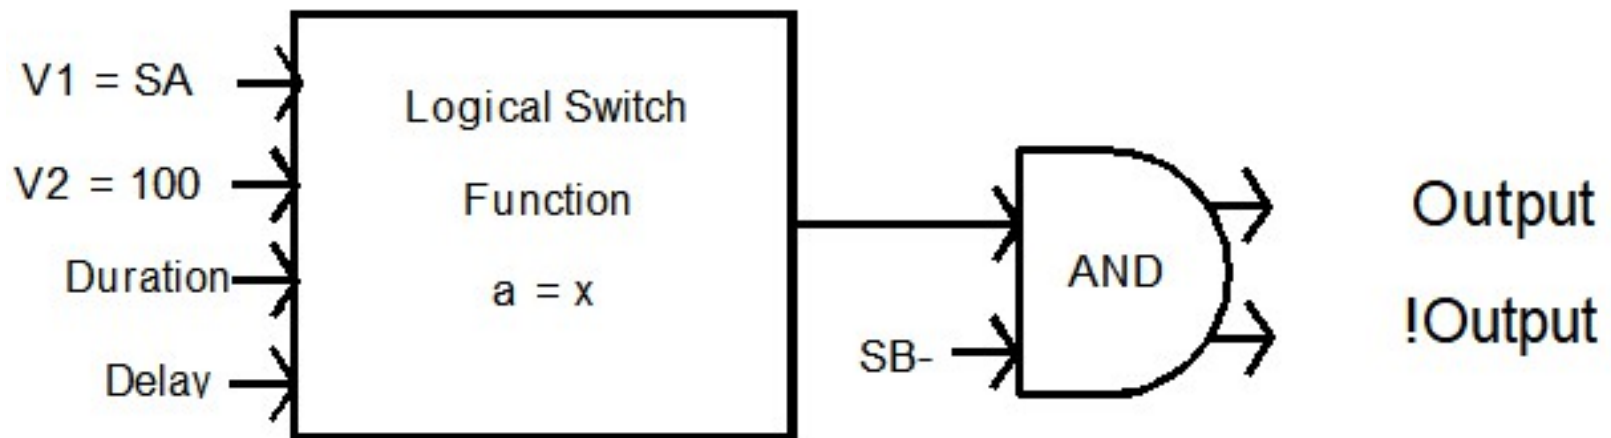 V1 = SA
V2 = 100
Duration
Delay
Logical Switch
Function
a = x
SB-
AND
Output
!Output